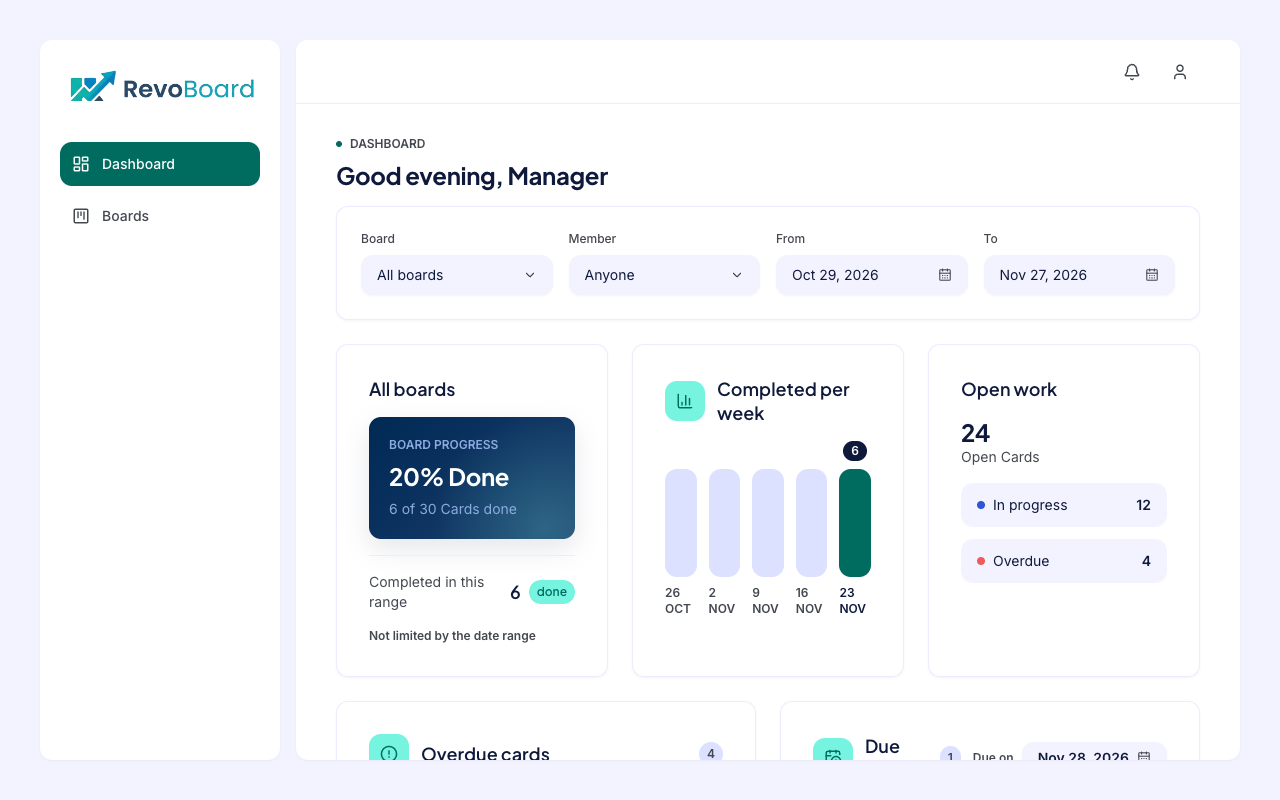 RevoBoard
Dashboard
Boards
DASHBOARD
Good evening, Manager
Board
Member
From
To
All boards
Anyone
Oct 29, 2026
Nov 27, 2026
All boards
BOARD PROGRESS
20% Done
6 of 30 Cards done
Completed in this
range
6
done
Not limited by the date range
Completed per
week
6
26
OCT
2
NOV
9
NOV
16
NOV
23
NOV
Open work
24
Open Cards
In progress
12
Overdue
4
Overdue cards
4
Due
1
Due on
Nov 28, 2026